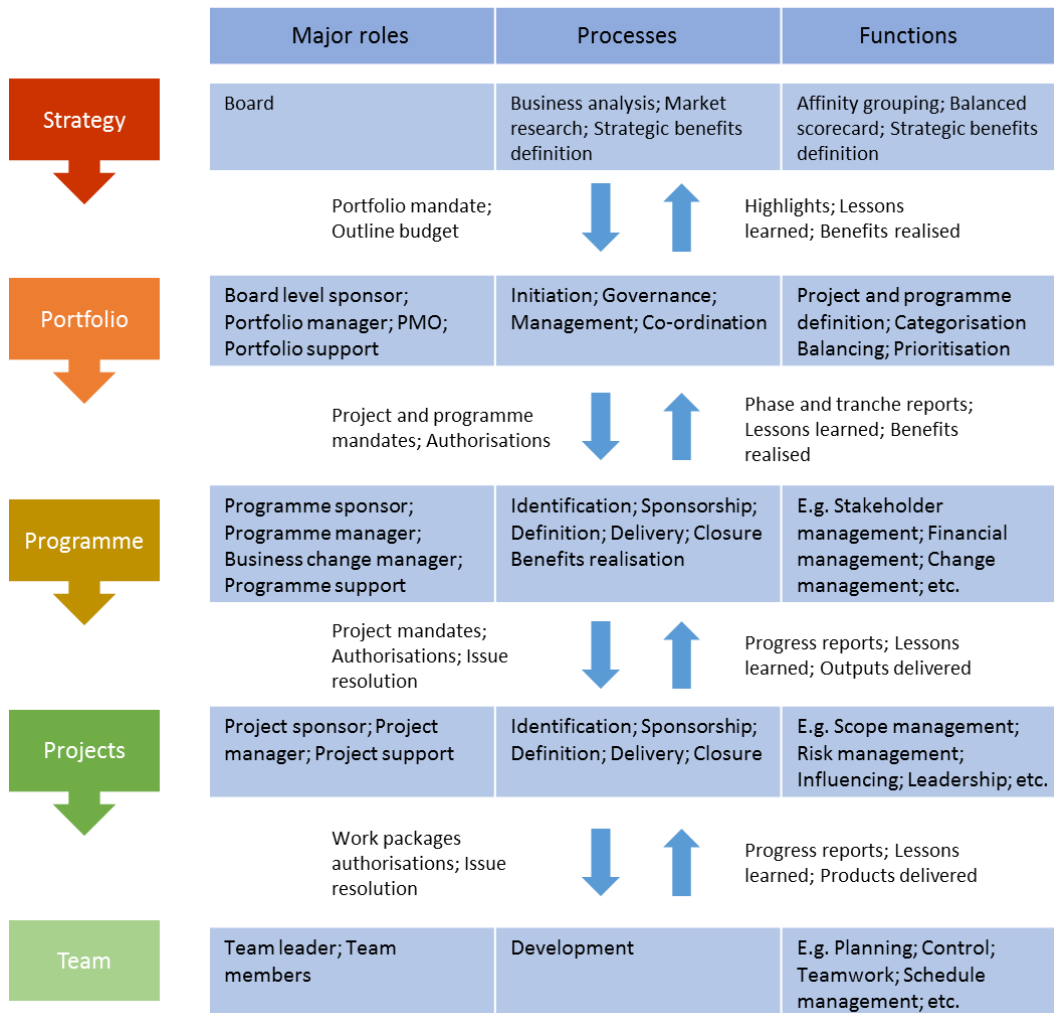 Major roles
Processes
Functions
Strategy
Board
Business analysis; Market
research; Strategic benefits
definition
Affinity grouping; Balanced
scorecard; Strategic benefits
definition
Portfolio mandate;
Outline budget
Highlights; Lessons
learned; Benefits realised
Portfolio
Board level sponsor;
Portfolio manager; PMO;
Portfolio support
Initiation; Governance;
Management; Co-ordination
Project and programme
definition; Categorisation
Balancing; Prioritisation
Project and programme
mandates; Authorisations
Phase and tranche reports;
Lessons learned; Benefits
realised
Programme
Programme sponsor;
Programme manager;
Business change manager;
Programme support
Identification; Sponsorship;
Definition; Delivery; Closure
Benefits realisation
E.g. Stakeholder
management; Financial
management; Change
management; etc.
Project mandates;
Authorisations; Issue
resolution
Progress reports; Lessons
learned; Outputs delivered
Projects
Project sponsor; Project
manager; Project support
Identification; Sponsorship;
Definition; Delivery; Closure
E.g. Scope management;
Risk management;
Influencing; Leadership; etc.
Work packages
authorisations; Issue
resolution
Progress reports; Lessons
learned; Products delivered
Team
Team leader; Team
members
Development
E.g. Planning; Control;
Teamwork; Schedule
management; etc.